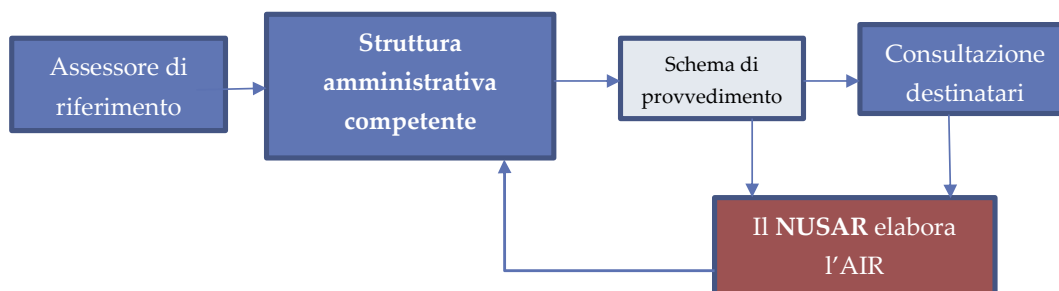 Assessore di
riferimento
Struttura
amministrativa
competente
Schema di
provvedimento
Consultazione
destinatari
Il NUSAR elabora
l'AIR